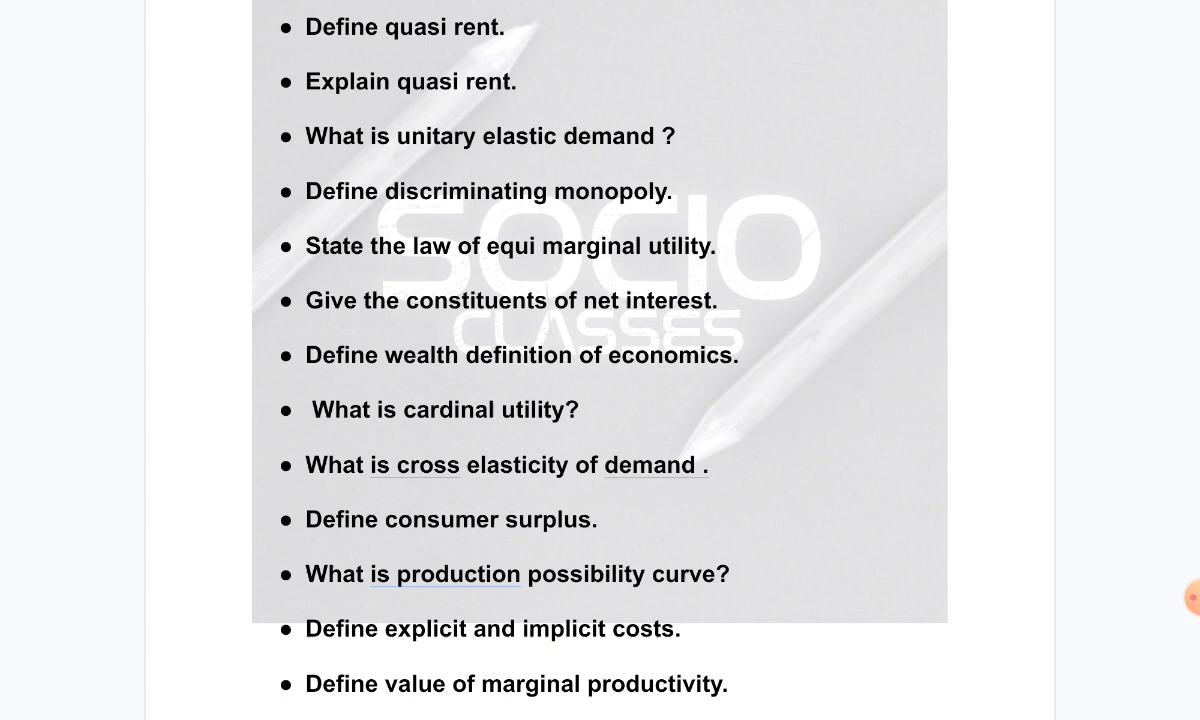 ● Define quasi rent.
● Explain quasi rent.
● What is unitary elastic demand ?
● Define discriminating monopoly.
● State the law of equi marginal utility.
● Give the constituents of net interest.
● Define wealth definition of economics.
● What is cardinal utility?
● What is cross elasticity of demand .
● Define consumer surplus.
● What is production possibility curve?
● Define explicit and implicit costs.
● Define value of marginal productivity.
SOCIO
CLASSES